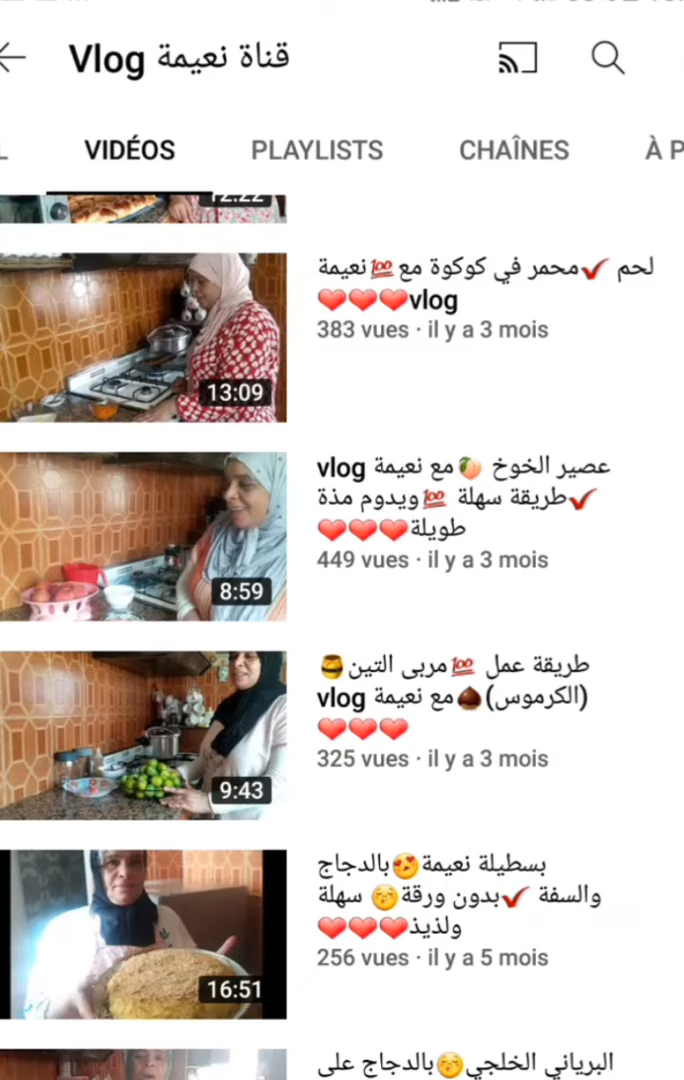 قناة نعيمة Vlog
VIDÉOS PLAYLISTS CHAÎNES À P
12:22
لحم ✔️محمر في كوكوة مع💯نعيمة
❤️❤️❤️vlog
383 vues · il y a 3 mois
13:09
عصير الخوخ 🍑مع نعيمة vlog
✔️طريقة سهلة 💯ويدوم مذة
طويلة❤️❤️❤️
449 vues · il y a 3 mois
8:59
طريقة عمل 💯مربى التين🍯
(الكرموس)🌰مع نعيمة vlog
❤️❤️❤️
325 vues · il y a 3 mois
9:43
بسطيلة نعيمة😍بالدجاج
والسفة ✔️بدون ورقة😚 سهلة
ولذيذ❤️❤️❤️
256 vues · il y a 5 mois
16:51
البرياني الخلجي😚بالدجاج على